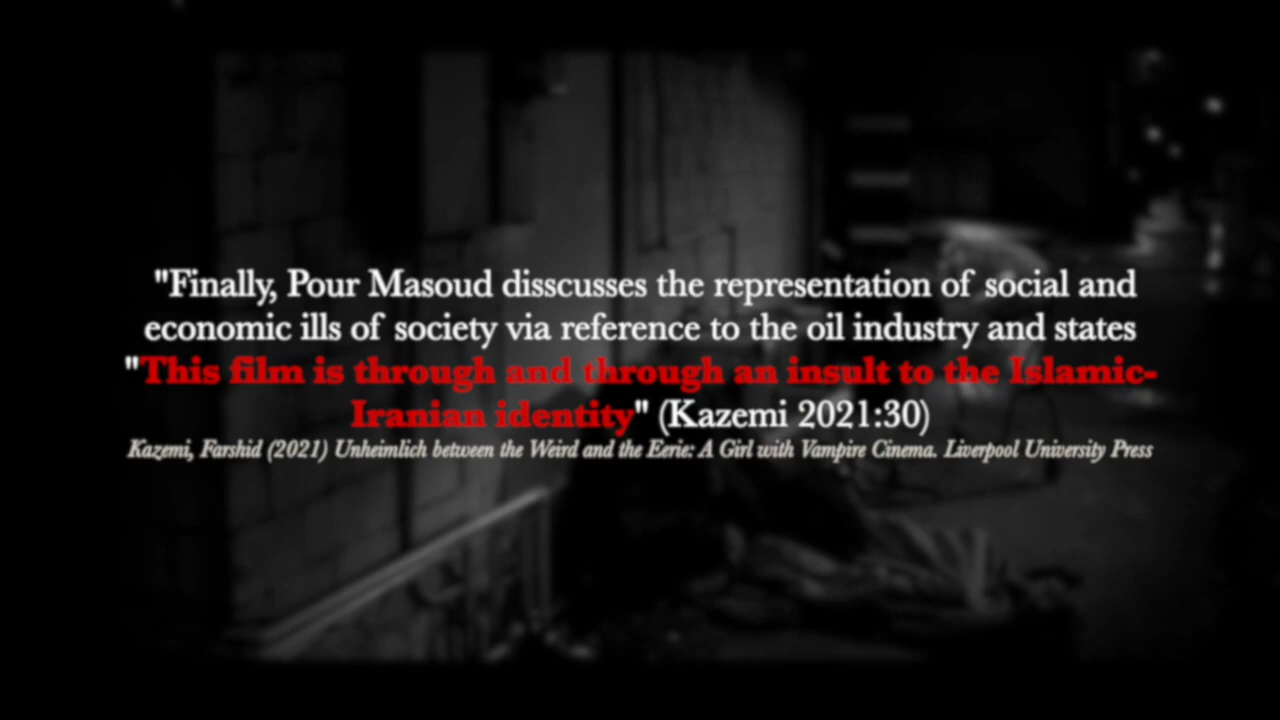 "Finally, Pour Masoud disscusses the representation of social and
economic ills of society via reference to the oil industry and states
"This film is through and through an insult to the Islamic-
Iranian identity" (Kazemi 2021:30)
Kazemi, Farshid (2021) Unheimlich between the Weird and the Eerie: A Girl with Vampire Cinema. Liverpool University Press